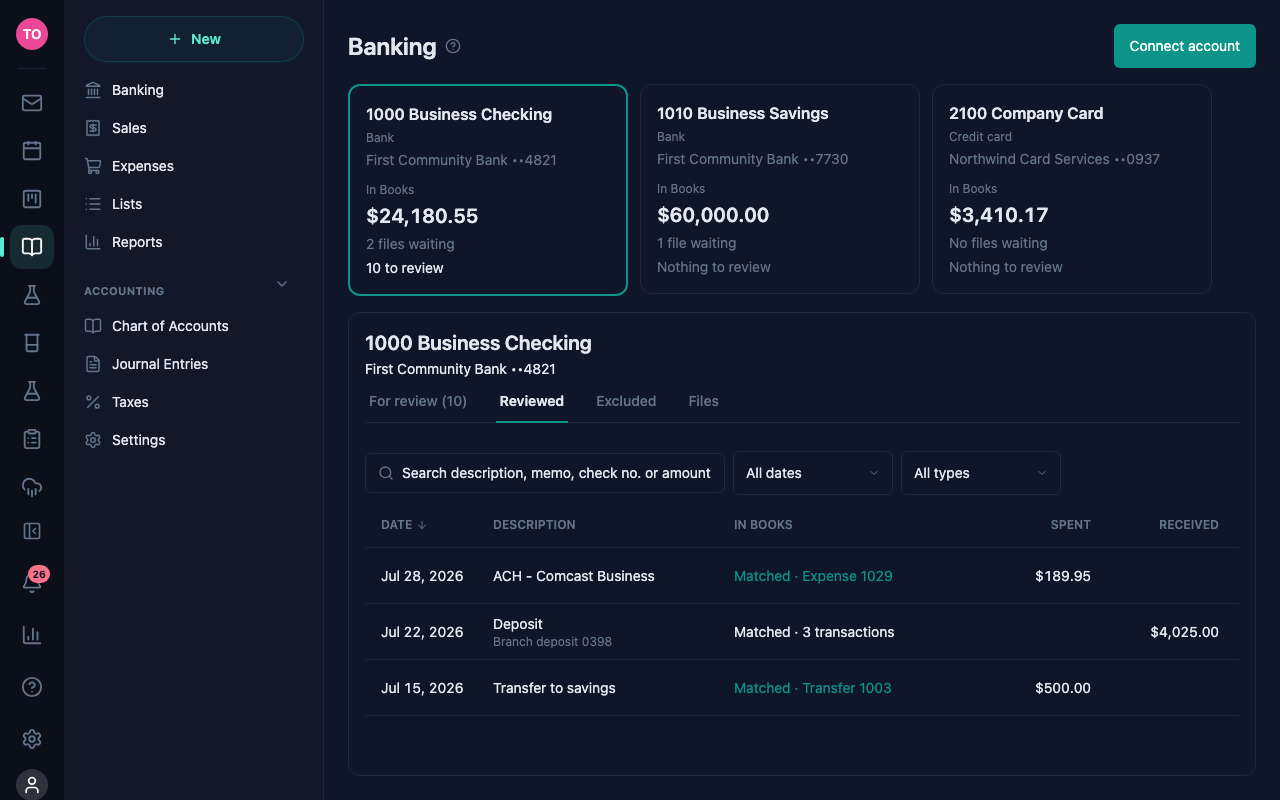 TO
New
Banking
Sales
Expenses
Lists
Reports
ACCOUNTING
Chart of Accounts
Journal Entries
Taxes
Settings
26
Banking
Connect account
1000 Business Checking
Bank
First Community Bank ••4821
In Books
$24,180.55
2 files waiting
10 to review
1010 Business Savings
Bank
First Community Bank ••7730
In Books
$60,000.00
1 file waiting
Nothing to review
2100 Company Card
Credit card
Northwind Card Services ••0937
In Books
$3,410.17
No files waiting
Nothing to review
1000 Business Checking
First Community Bank ••4821
For review (10) Reviewed Excluded Files
Search description, memo, check no. or amount All dates All types
DATE DESCRIPTION IN BOOKS SPENT RECEIVED
Jul 28, 2026 ACH - Comcast Business Matched · Expense 1029 $189.95
Jul 22, 2026 Deposit Matched · 3 transactions $4,025.00
Branch deposit 0398
Jul 15, 2026 Transfer to savings Matched · Transfer 1003 $500.00